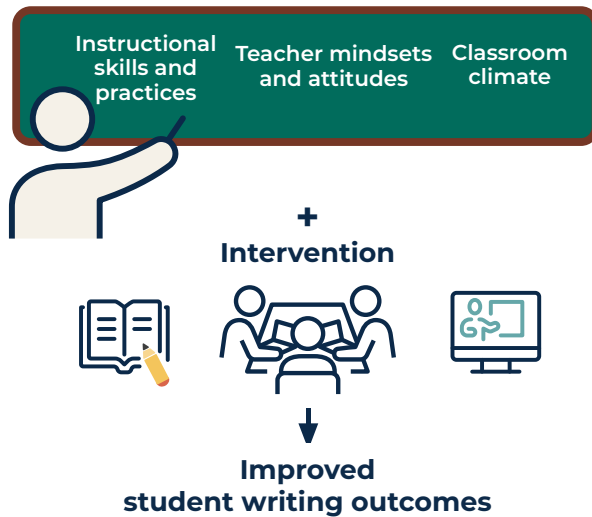 Instructional
skills and
practices
Teacher mindsets
and attitudes
Classroom
climate
+
Intervention
Improved
student writing outcomes